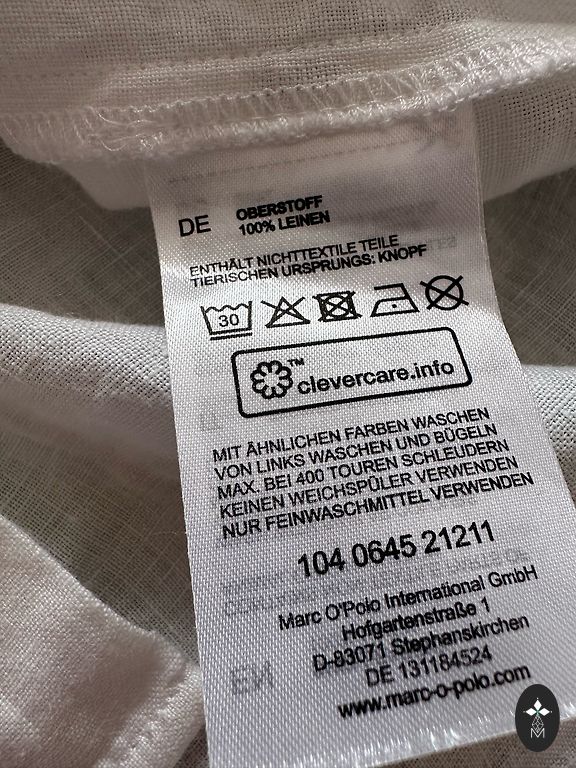 DE OBERSTOFF
100% LEINEN
ENTHÄLT NICHTTEXTILE TEILE
TIERISCHEN URSPRUNGS: KNOPF
30
clevercare.info™
MIT ÄHNLICHEN FARBEN WASCHEN
VON LINKS WASCHEN UND BÜGELN
MAX. BEI 400 TOUREN SCHLEUDERN
KEINEN WEICHSPÜLER VERWENDEN
NUR FEINWASCHMITTEL VERWENDEN
104 0645 21211
Marc O'Polo International GmbH
Hofgartenstraße 1
D-83071 Stephanskirchen
DE 131184524
www.marc-o-polo.com
M